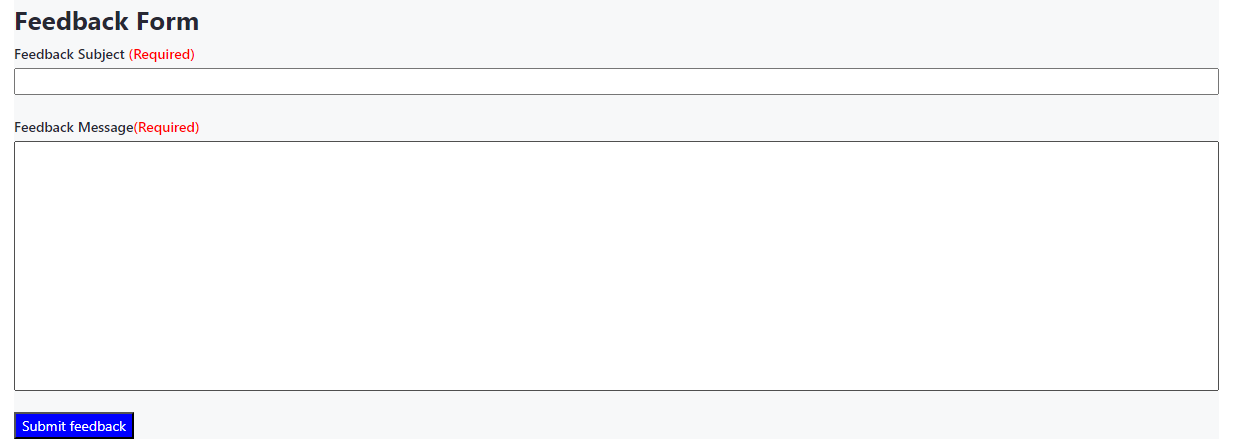 Feedback Form
Feedback Subject (Required)
Feedback Message(Required)
Submit feedback